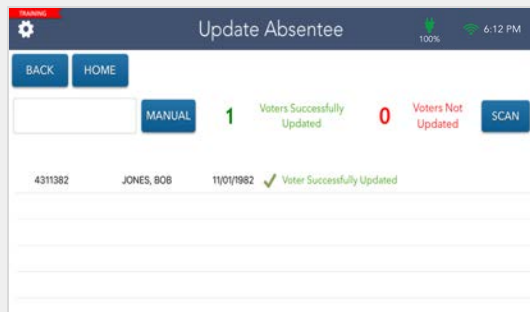 TRAINING
Update Absentee
100%
6:12 PM
BACK HOME
MANUAL
1
Voters Successfully
Updated
0
Voters Not
Updated
SCAN
4311382 JONES, BOB 11/01/1982 Voter Successfully Updated